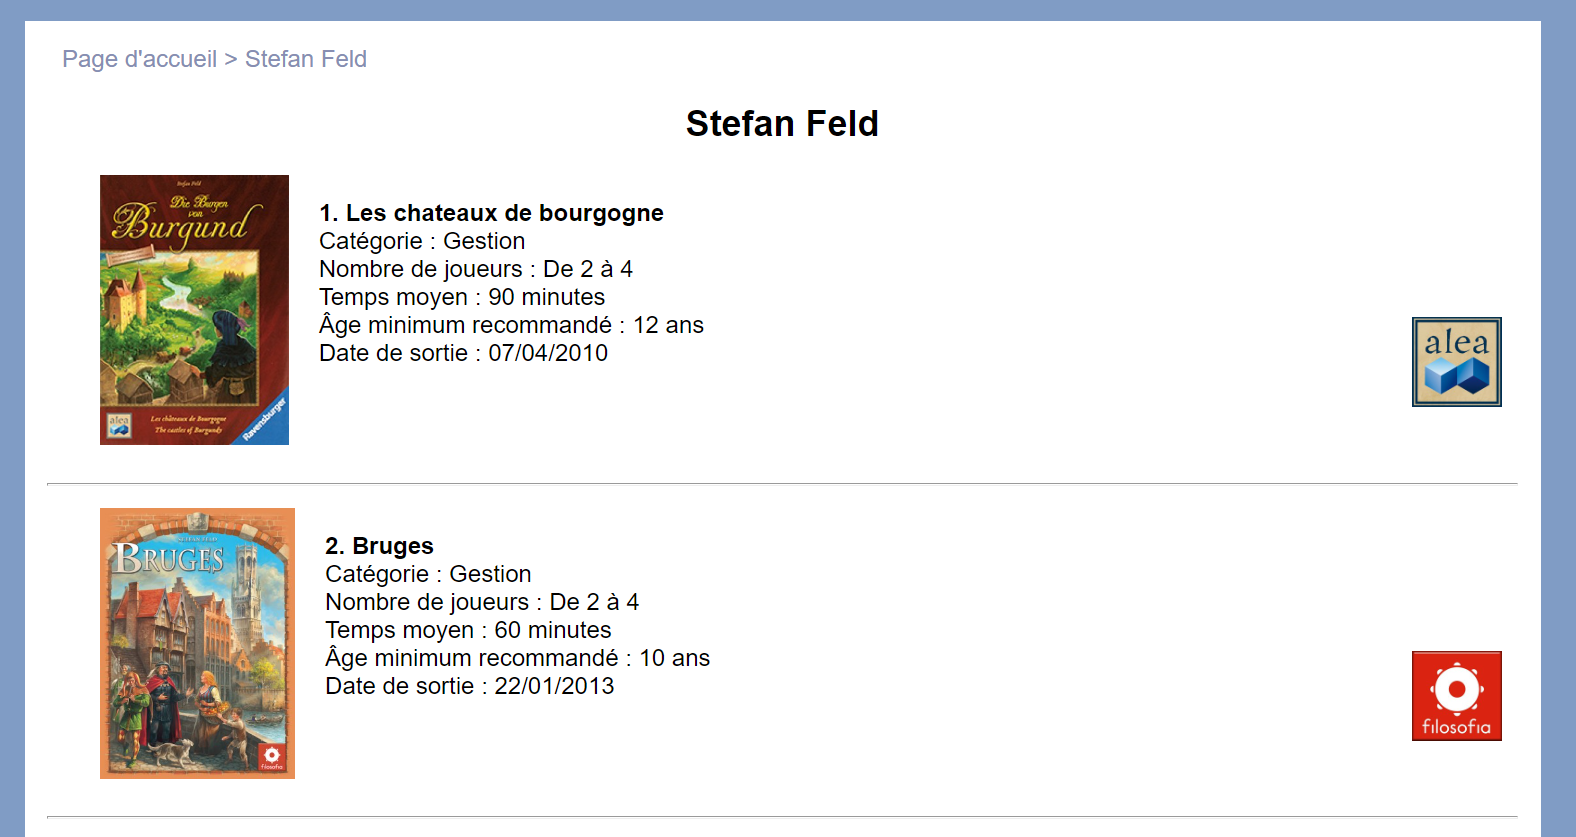 Page d'accueil > Stefan Feld
Stefan Feld
Stefan Feld
Die Burgen
von
Burgund
alea
Les châteaux de Bourgogne
The castles of Burgundy
Ravensburger
1. Les chateaux de bourgogne
Catégorie : Gestion
Nombre de joueurs : De 2 à 4
Temps moyen : 90 minutes
Âge minimum recommandé : 12 ans
Date de sortie : 07/04/2010
alea
STEFAN FELD
BRUGES
filosofia
2. Bruges
Catégorie : Gestion
Nombre de joueurs : De 2 à 4
Temps moyen : 60 minutes
Âge minimum recommandé : 10 ans
Date de sortie : 22/01/2013
filosofia